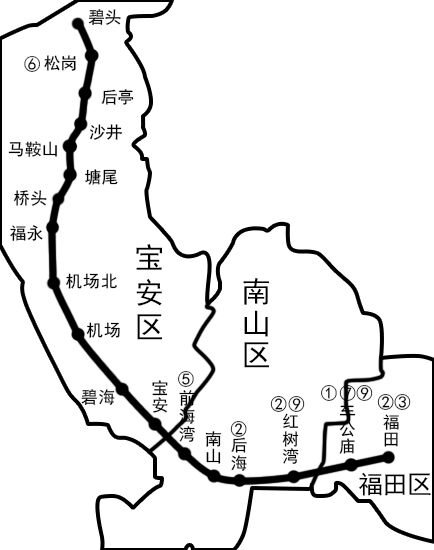 碧头
⑥松岗
后亭
沙井
马鞍山
塘尾
桥头
福永
机场北
机场
碧海
宝安
⑤
前海湾
南山
②
后海
②⑨
红树湾
①⑦⑨
车公庙
②③
福田
宝安区
南山区
福田区